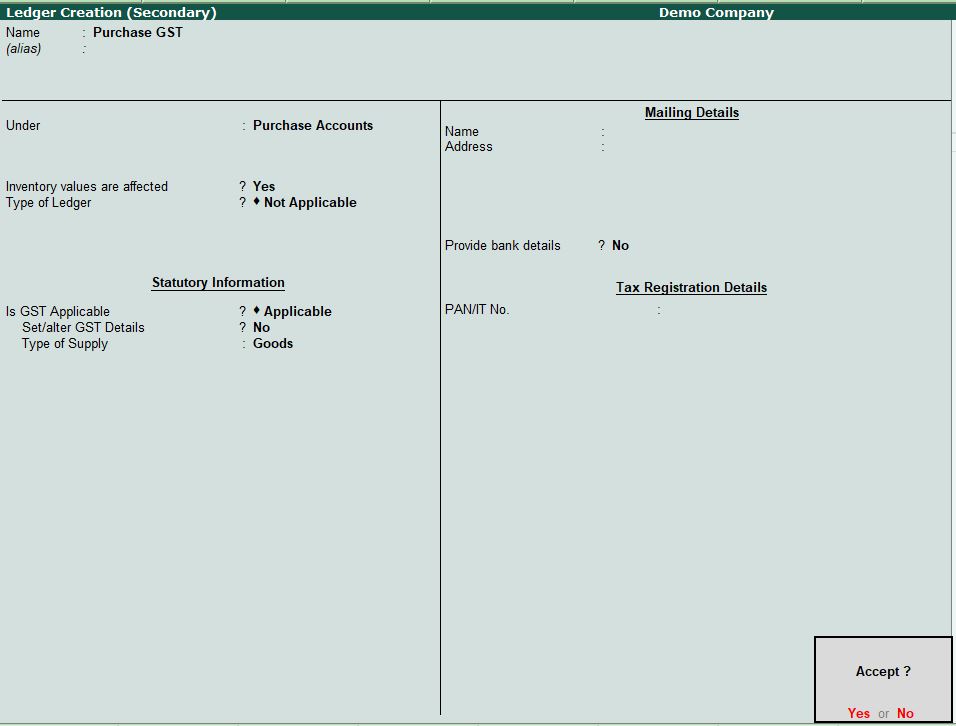 Ledger Creation (Secondary) Demo Company
Name : Purchase GST
(alias) :
Under : Purchase Accounts
Inventory values are affected ? Yes
Type of Ledger ? ♦ Not Applicable
Statutory Information
Is GST Applicable ? ♦ Applicable
Set/alter GST Details ? No
Type of Supply : Goods
Mailing Details
Name :
Address :
Provide bank details ? No
Tax Registration Details
PAN/IT No. :
Accept ?
Yes or No